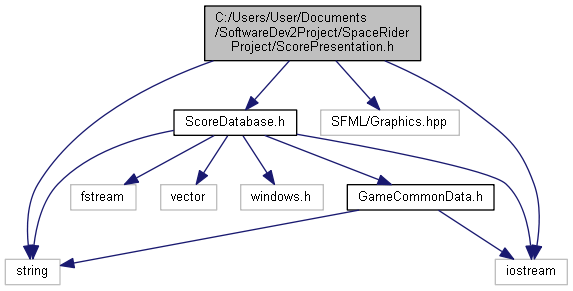 C:/Users/User/Documents
/SoftwareDev2Project/SpaceRider
Project/ScorePresentation.h
ScoreDatabase.h
SFML/Graphics.hpp
fstream
vector
windows.h
GameCommonData.h
string
iostream